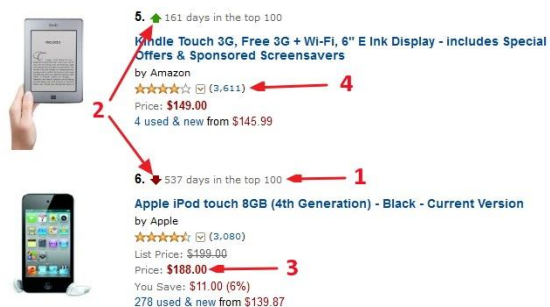 5. 161 days in the top 100
Kindle Touch 3G, Free 3G + Wi-Fi, 6" E Ink Display - includes Special
Offers & Sponsored Screensavers
by Amazon
(3,611)
4
Price: $149.00
2
4 used & new from $145.99
6. 537 days in the top 100
1
Apple iPod touch 8GB (4th Generation) - Black - Current Version
by Apple
(3,080)
List Price: $199.00
Price: $188.00
3
You Save: $11.00 (6%)
278 used & new from $139.87